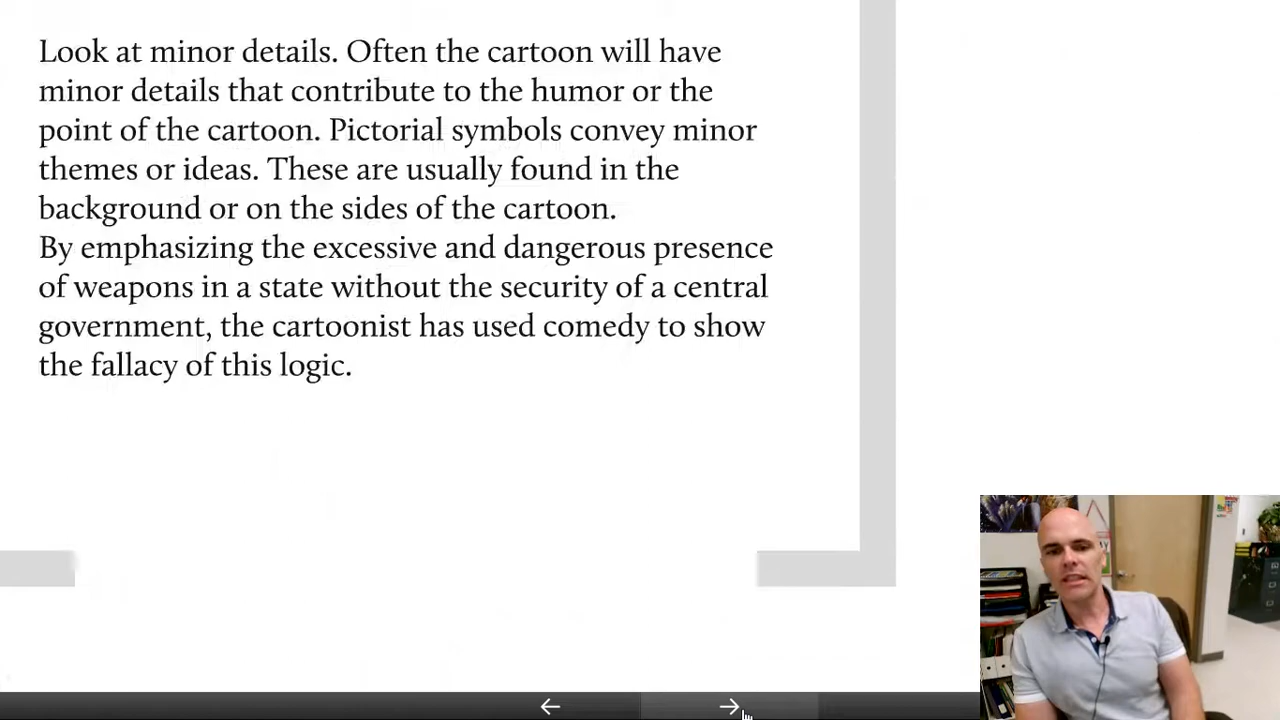 Look at minor details. Often the cartoon will have
minor details that contribute to the humor or the
point of the cartoon. Pictorial symbols convey minor
themes or ideas. These are usually found in the
background or on the sides of the cartoon.
By emphasizing the excessive and dangerous presence
of weapons in a state without the security of a central
government, the cartoonist has used comedy to show
the fallacy of this logic.